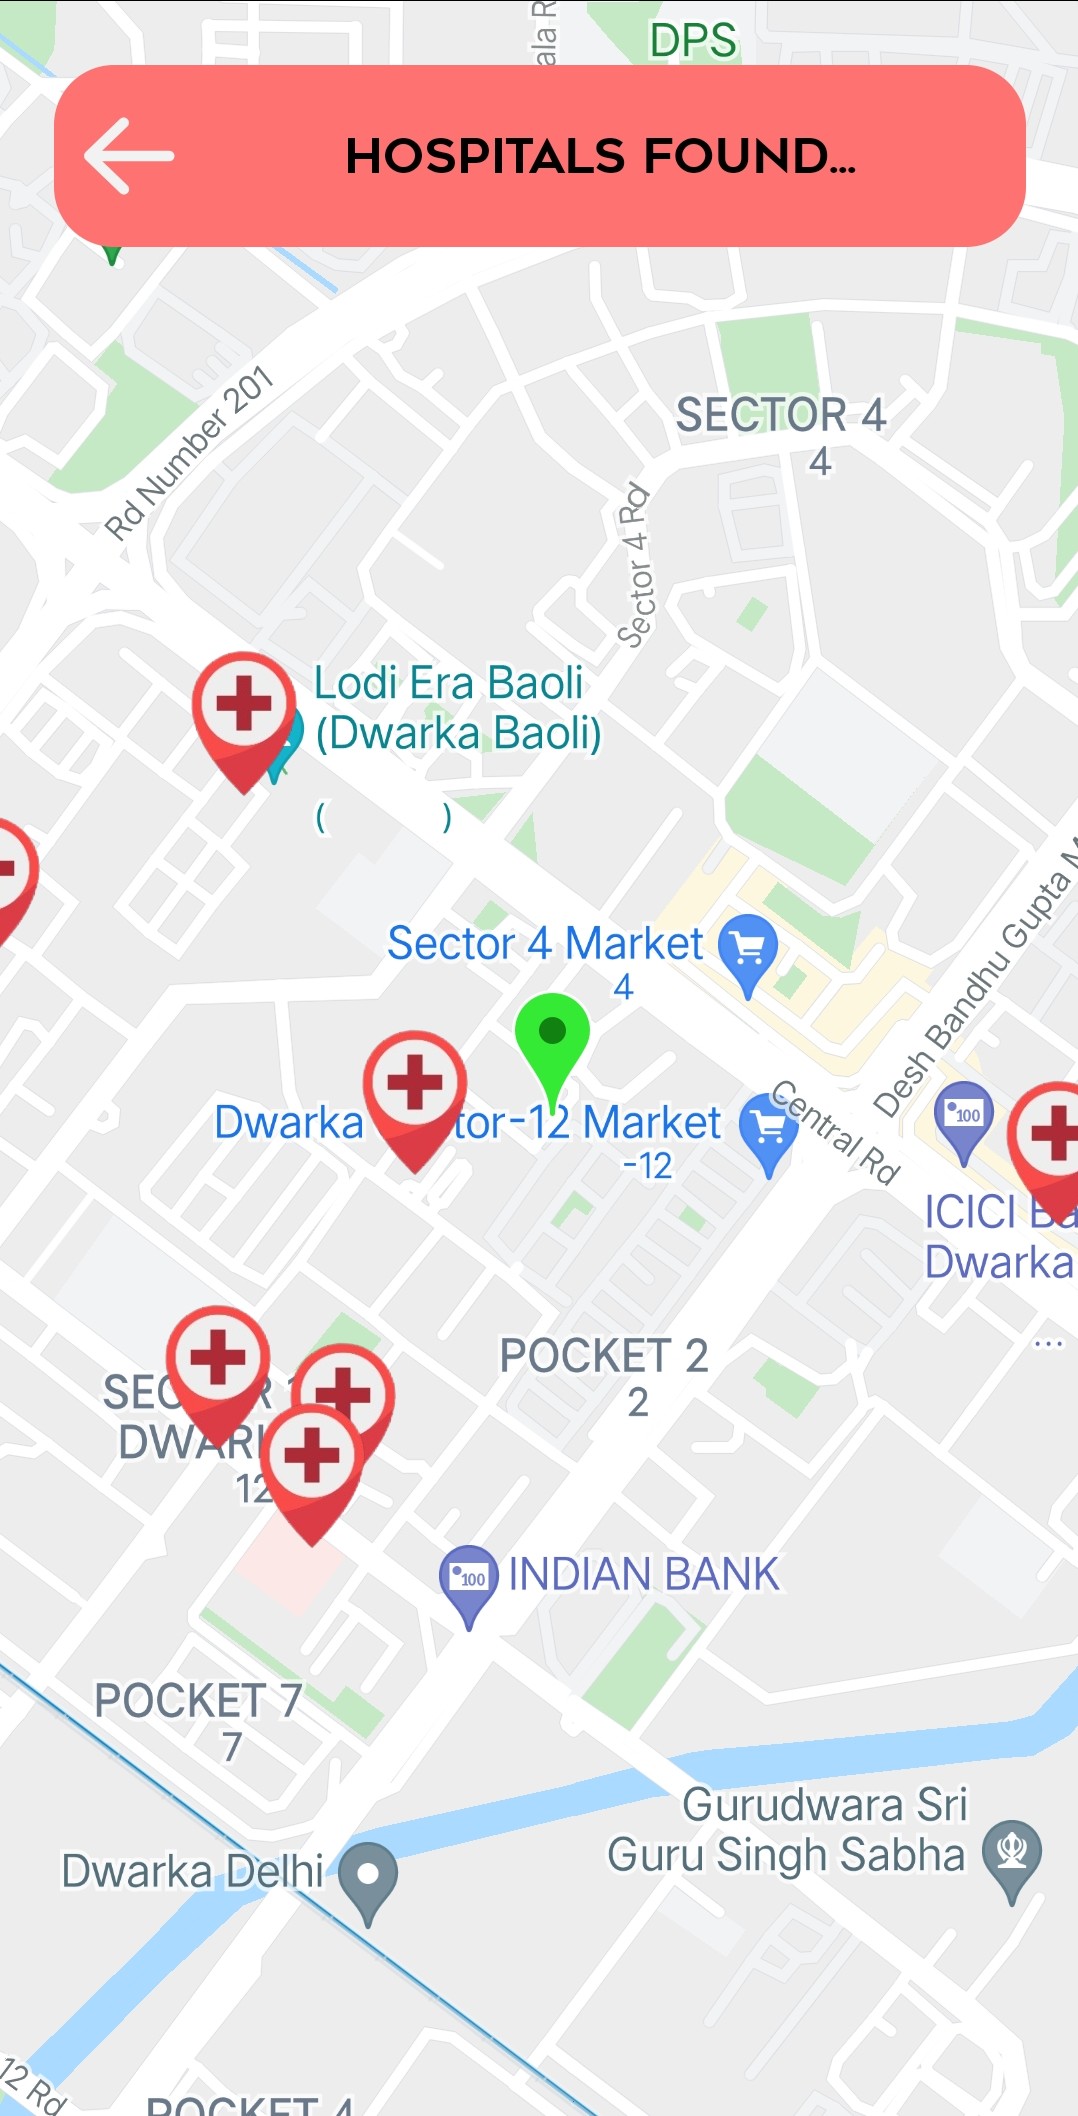 ala R
DPS
HOSPITALS FOUND...
Rd Number 201
SECTOR 4
4
Sector 4 Rd
Lodi Era Baoli
(Dwarka Baoli)
( )
Desh Bandhu Gupta M
Sector 4 Market
4
Dwarka tor-12 Market
-12
Central Rd
100
ICICI Ba
Dwarka
...
POCKET 2
2
SEC R 1
DWAR
12
100
INDIAN BANK
POCKET 7
7
Gurudwara Sri
Guru Singh Sabha
Dwarka Delhi
12 Rd
POCKET 4